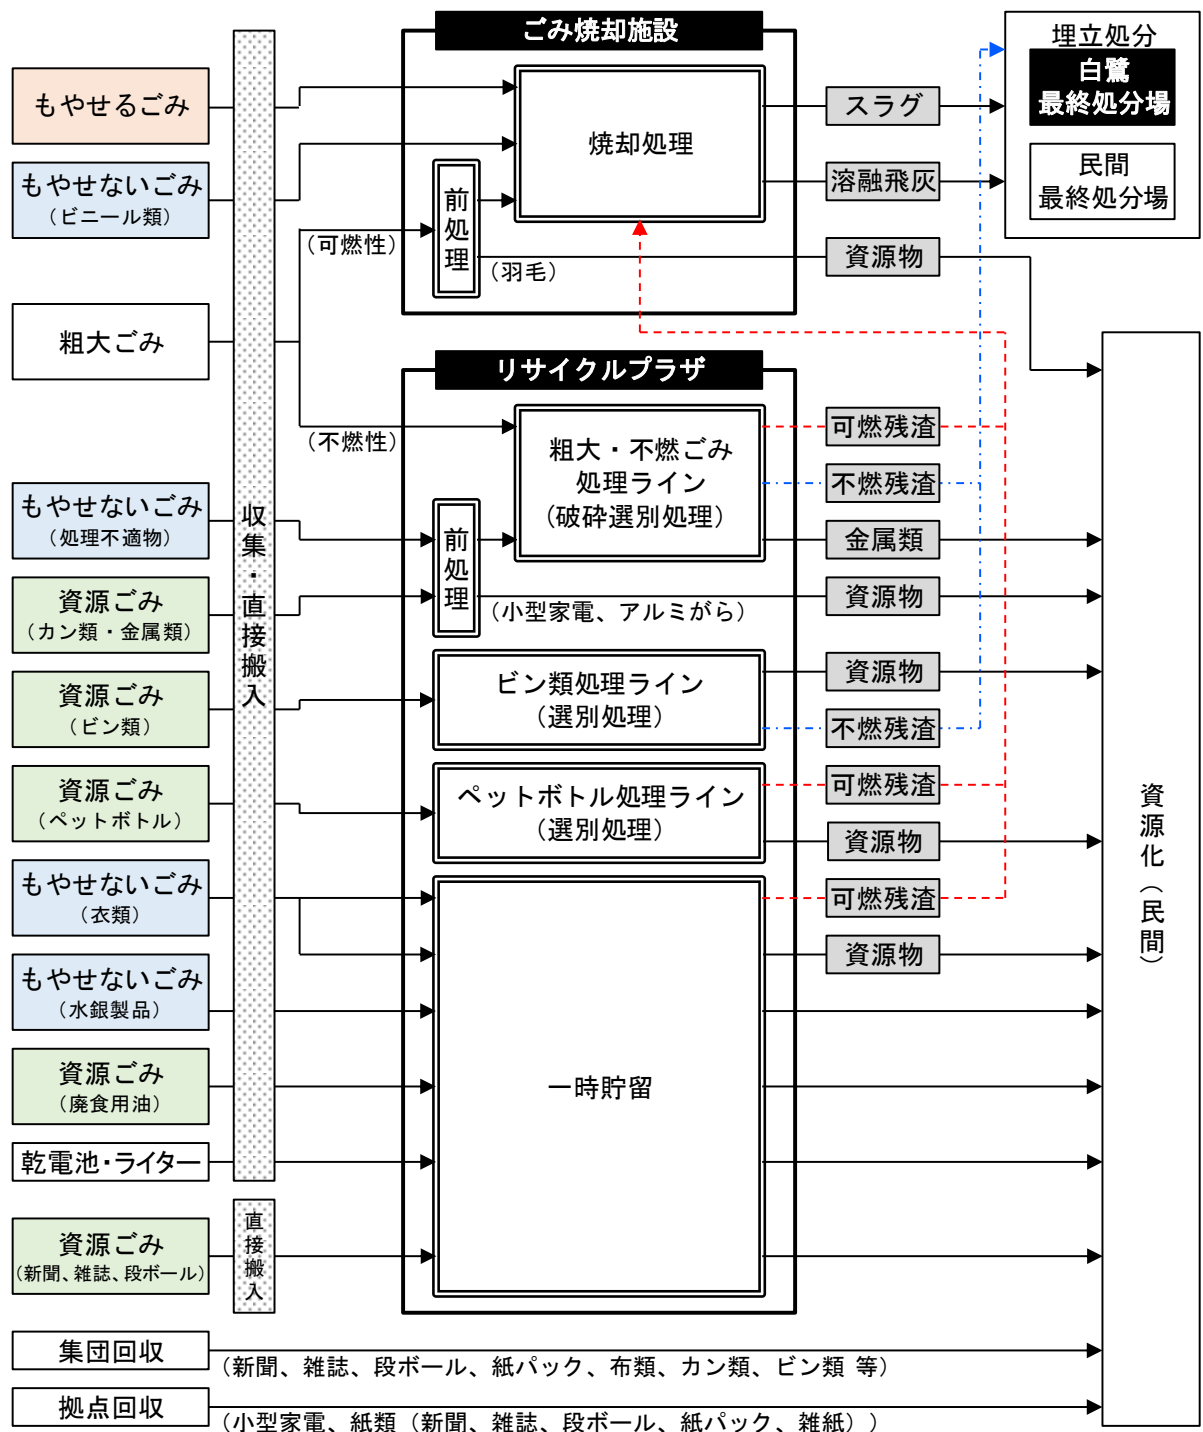 ごみ焼却施設
埋立処分
白鷺
最終処分場
民間
最終処分場
もやせるごみ
もやせないごみ
（ビニール類）
粗大ごみ
もやせないごみ
（処理不適物）
資源ごみ
（カン類・金属類）
資源ごみ
（ビン類）
資源ごみ
（ペットボトル）
もやせないごみ
（衣類）
もやせないごみ
（水銀製品）
資源ごみ
（廃食用油）
乾電池・ライター
資源ごみ
（新聞、雑誌、段ボール）
集団回収
（新聞、雑誌、段ボール、紙パック、布類、カン類、ビン類 等）
拠点回収
（小型家電、紙類（新聞、雑誌、段ボール、紙パック、雑紙））
収集・直接搬入
直接搬入
（可燃性）
（不燃性）
前処理
焼却処理
（羽毛）
スラグ
溶融飛灰
資源物
リサイクルプラザ
粗大・不燃ごみ
処理ライン
（破砕選別処理）
前処理
（小型家電、アルミがら）
ビン類処理ライン
（選別処理）
ペットボトル処理ライン
（選別処理）
一時貯留
可燃残渣
不燃残渣
金属類
資源物
資源物
不燃残渣
可燃残渣
資源物
可燃残渣
資源物
資源化（民間）